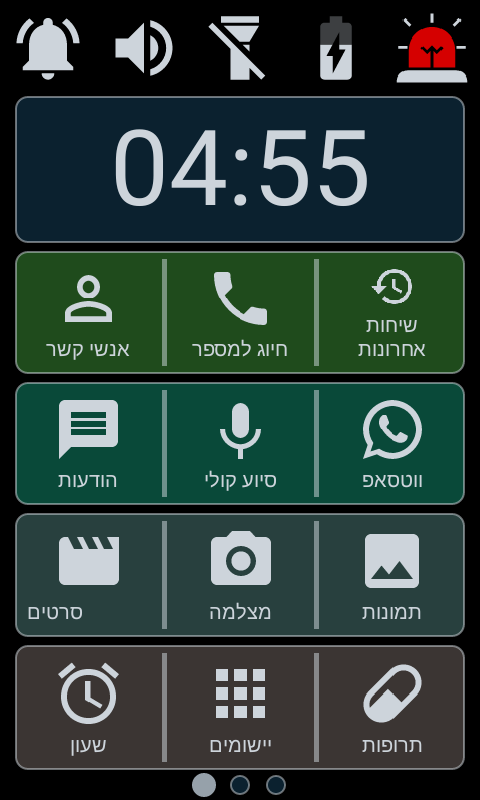 04:55
שיחות
אחרונות
חיוג למספר
אנשי קשר
ווטסאפ
סיוע קולי
הודעות
תמונות
מצלמה
סרטים
תרופות
יישומים
שעון